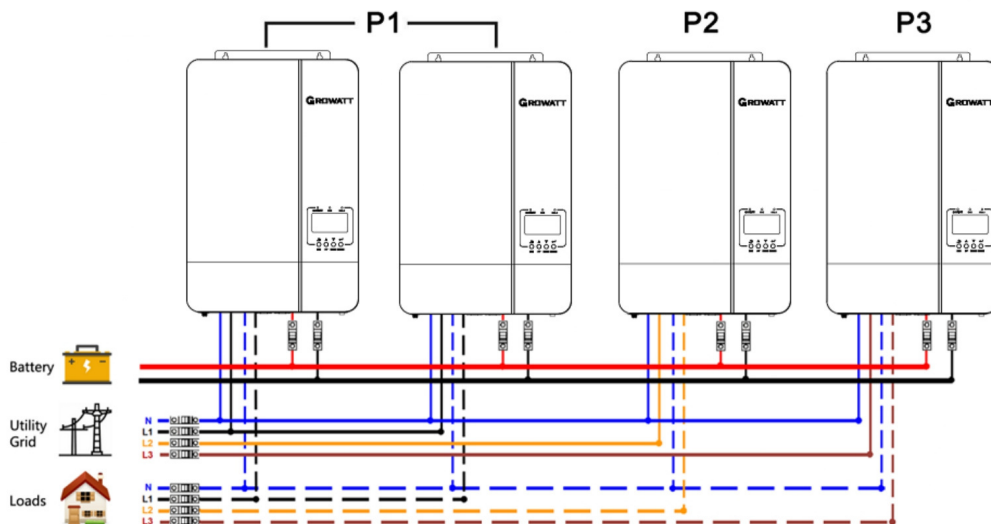 P1
P2
P3
GROWATT
GROWATT
GROWATT
GROWATT
Battery
Utility
Grid
N
L1
L2
L3
Loads
N
L1
L2
L3